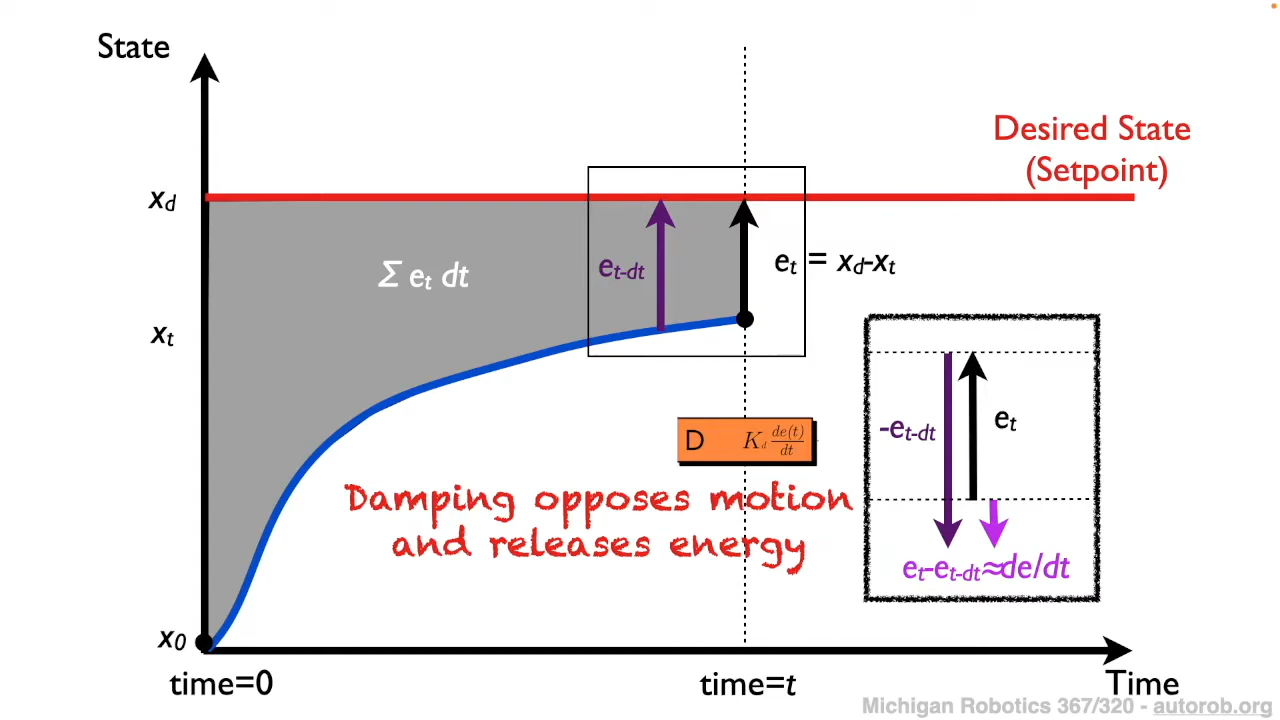 State
Desired State
(Setpoint)
xd
Σ et dt
et-dt
et = xd-xt
xt
-et-dt
et
D Kd de(t)/dt
Damping opposes motion
and releases energy
et-et-dt≈de/dt
x0
time=0
time=t
Time
Michigan Robotics 367/320 - autorob.org